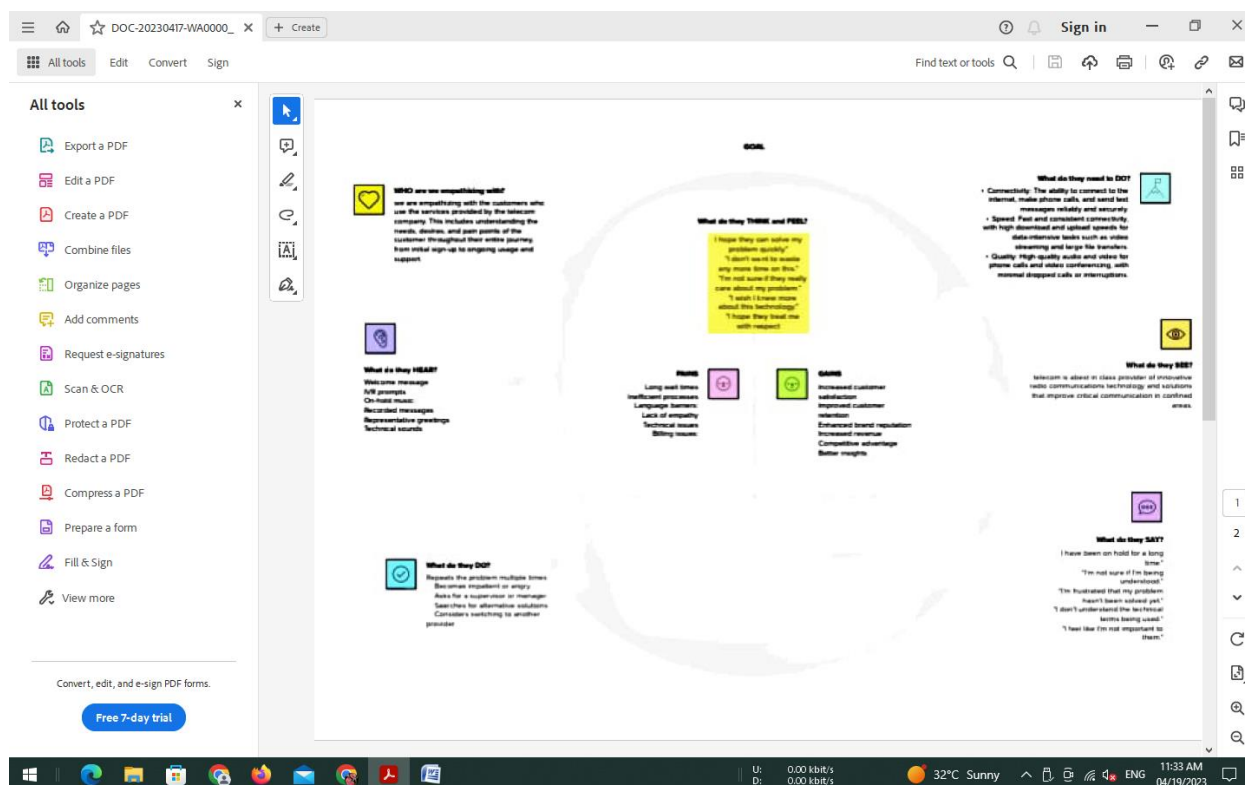 DOC-20230417-WA0000_
+ Create
Sign in
All tools
Edit
Convert
Sign
Find text or tools
All tools
Export a PDF
Edit a PDF
Create a PDF
Combine files
Organize pages
Add comments
Request e-signatures
Scan & OCR
Protect a PDF
Redact a PDF
Compress a PDF
Prepare a form
Fill & Sign
View more
Convert, edit, and e-sign PDF forms.
Free 7-day trial
GOAL
WHO are we empathizing with?
we are empathizing with the customers who
use the services provided by the telecom
company. This includes understanding the
needs, desires, and pain points of the
customer throughout their entire journey,
from initial sign-up to ongoing usage and
support
What do they need to DO?
• Connectivity: The ability to connect to the
internet, make phone calls, and send text
messages reliably and securely
• Speed: Fast and consistent connectivity,
with high download and upload speeds for
data-intensive tasks such as video
streaming and large file transfers.
• Quality: High-quality audio and video for
phone calls and video conferencing, with
minimal dropped calls or interruptions.
What do they THINK and FEEL?
I hope they can solve my
problem quickly"
"I don't want to waste
any more time on this."
"I'm not sure if they really
care about my problem"
"I wish I knew more
about this technology"
"I hope they treat me
with respect
What do they HEAR?
Welcome message
IVR prompts
On-hold music
Recorded messages
Representative greetings
Technical sounds
PAINS
Long wait times
Inefficient processes
Language barriers:
Lack of empathy
Technical issues
Billing issues:
GAINS
Increased customer
satisfaction
Improved customer
retention
Enhanced brand reputation
Increased revenue
Competitive advantage
Better insights
What do they SEE?
telecom is abest in class provider of innovative
radio communications technology and solutions
that improve critical communication in confined
areas.
What do they DO?
Repeats the problem multiple times
Becomes impatient or angry
Asks for a supervisor or manager
Searches for alternative solutions
Considers switching to another
provider
What do they SAY?
I have been on hold for a long
time"
"I'm not sure if I'm being
understood."
"I'm frustrated that my problem
hasn't been solved yet."
"I don't understand the technical
terms being used."
"I feel like I'm not important to
them."
1
2
U: 0.00 kbit/s
D: 0.00 kbit/s
32°C Sunny
ENG
11:33 AM
04/19/2023